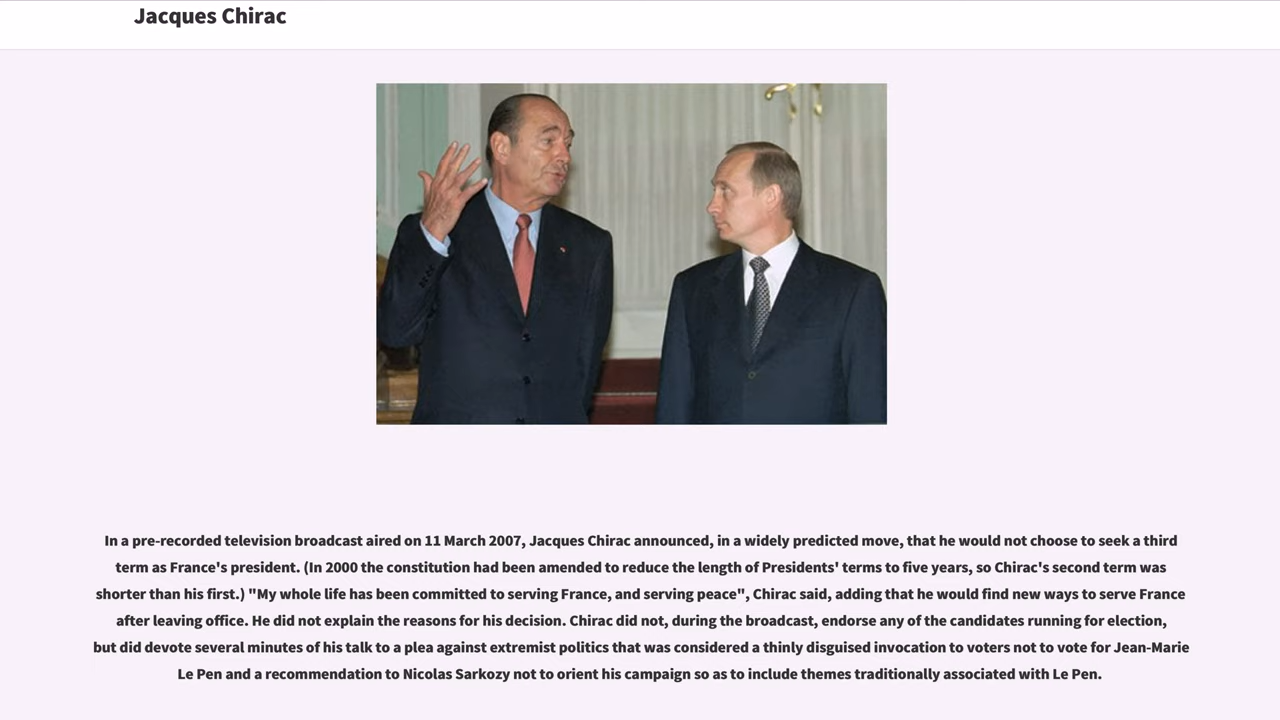 Jacques Chirac
In a pre-recorded television broadcast aired on 11 March 2007, Jacques Chirac announced, in a widely predicted move, that he would not choose to seek a third
term as France's president. (In 2000 the constitution had been amended to reduce the length of Presidents' terms to five years, so Chirac's second term was
shorter than his first.) "My whole life has been committed to serving France, and serving peace", Chirac said, adding that he would find new ways to serve France
after leaving office. He did not explain the reasons for his decision. Chirac did not, during the broadcast, endorse any of the candidates running for election,
but did devote several minutes of his talk to a plea against extremist politics that was considered a thinly disguised invocation to voters not to vote for Jean-Marie
Le Pen and a recommendation to Nicolas Sarkozy not to orient his campaign so as to include themes traditionally associated with Le Pen.